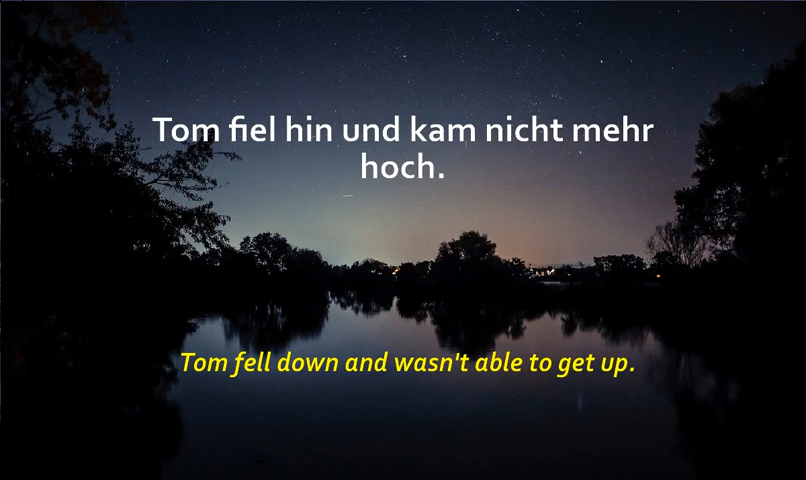 Tom fiel hin und kam nicht mehr
hoch.
Tom fell down and wasn't able to get up.